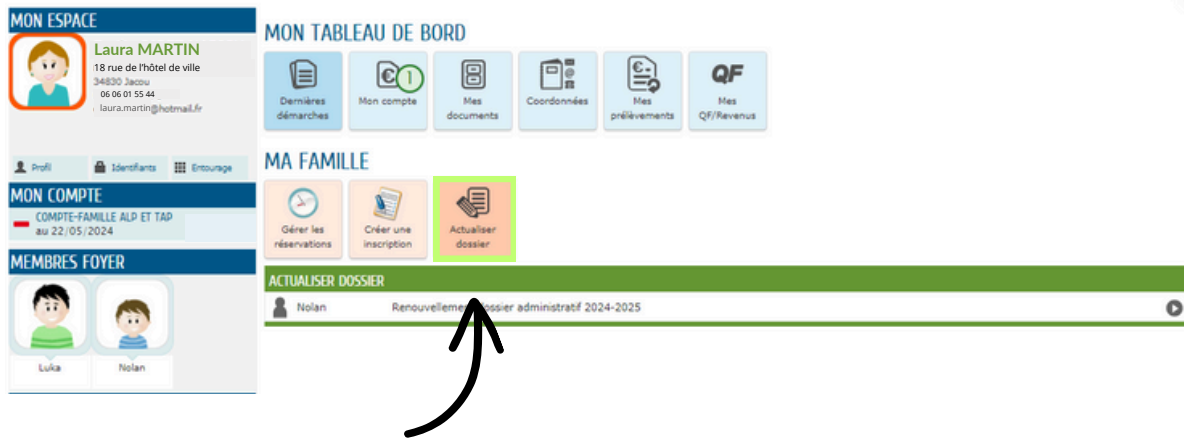 MON ESPACE
Laura MARTIN
18 rue de l'hôtel de ville
34830 Jacou
06 06 01 55 44
laura.martin@hotmail.fr
Profil
Identifiants
Entourage
MON COMPTE
COMPTE-FAMILLE ALP ET TAP
au 22/05/2024
MEMBRES FOYER
Luka
Nolan
MON TABLEAU DE BORD
Dernières
démarches
1
Mon compte
Mes
documents
Coordonnées
Mes
prélèvements
QF
Mes
QF/Revenus
MA FAMILLE
Gérer les
réservations
Créer une
inscription
Actualiser
dossier
ACTUALISER DOSSIER
Nolan
Renouvellement dossier administratif 2024-2025